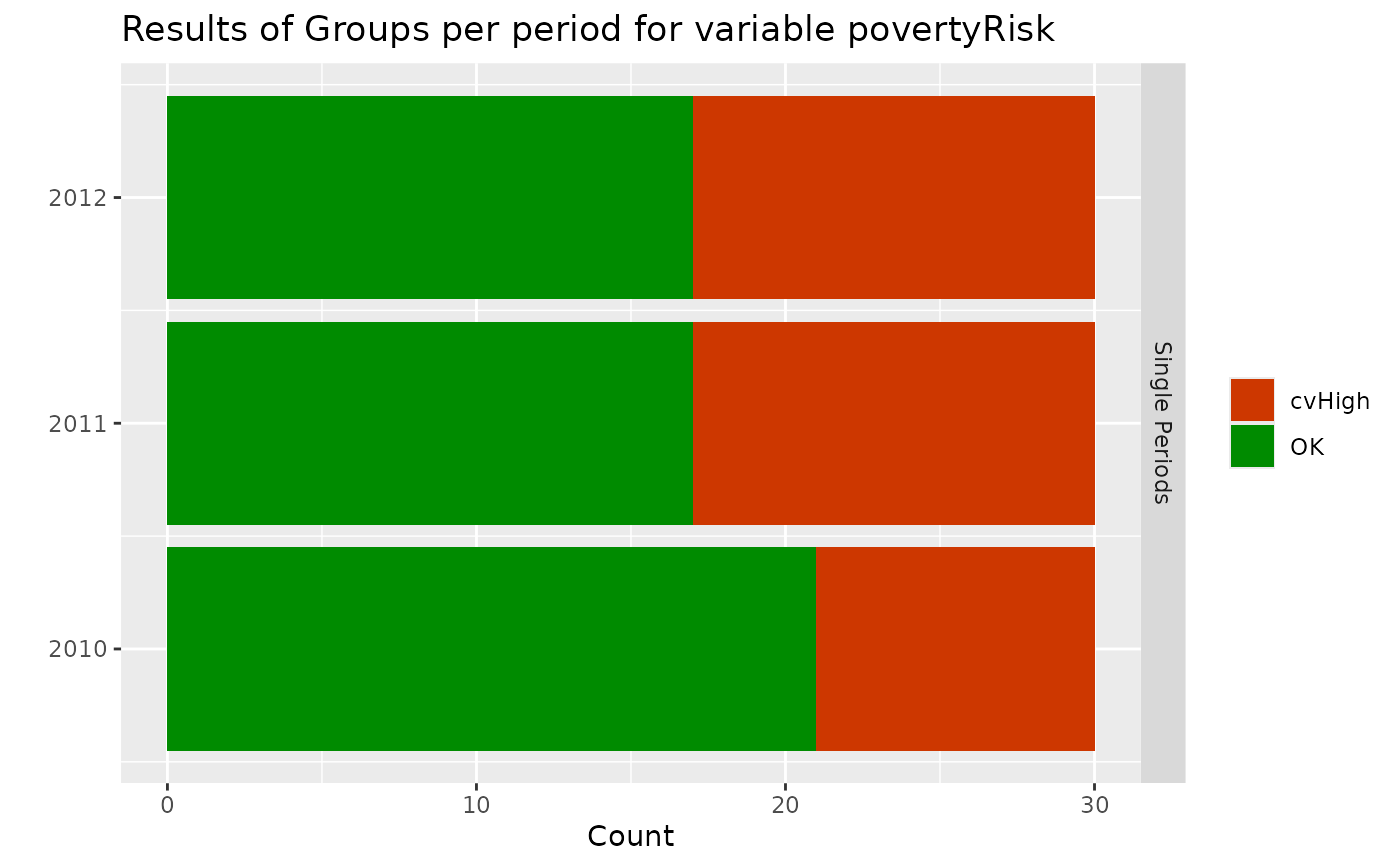 Results of Groups per period for variable povertyRisk
2012
2011
2010
Single Periods
cvHigh
OK
0 10 20 30
Count